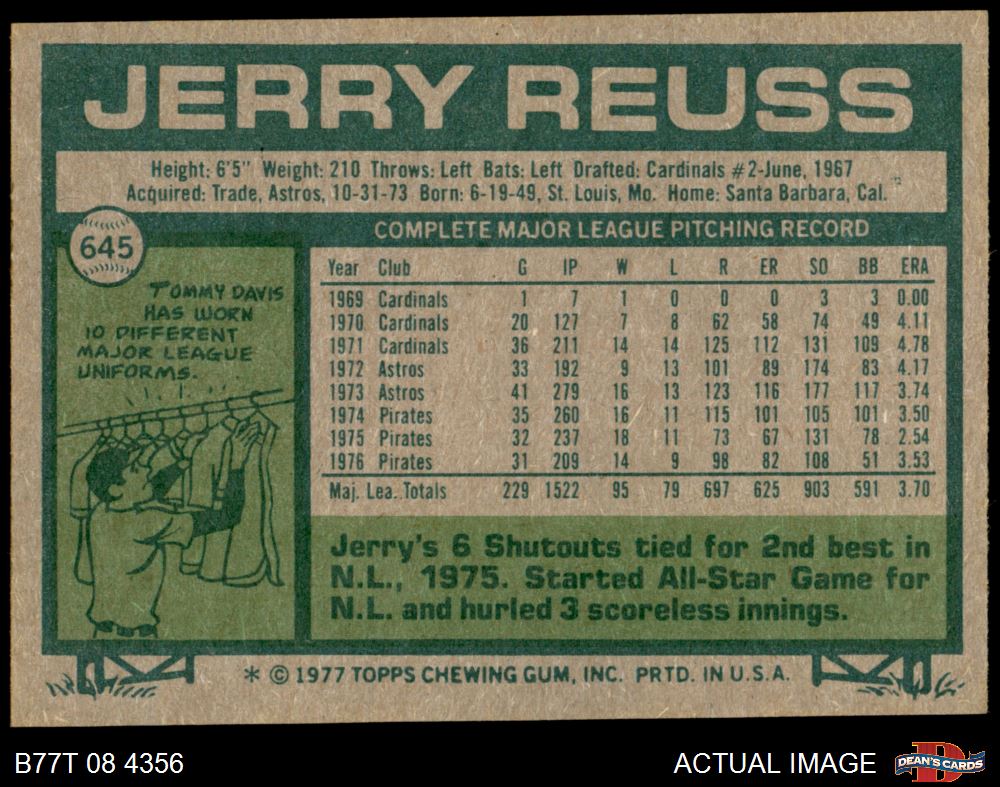 JERRY REUSS
Height: 6'5" Weight: 210 Throws: Left Bats: Left Drafted: Cardinals #2-June, 1967
Acquired: Trade, Astros, 10-31-73 Born: 6-19-49, St. Louis, Mo. Home: Santa Barbara, Cal.
645
TOMMY DAVIS
HAS WORN
10 DIFFERENT
MAJOR LEAGUE
UNIFORMS.
COMPLETE MAJOR LEAGUE PITCHING RECORD
Year Club G IP W L R ER SO BB ERA
1969 Cardinals 1 7 1 0 0 0 3 3 0.00
1970 Cardinals 20 127 7 8 62 58 74 49 4.11
1971 Cardinals 36 211 14 14 125 112 131 109 4.78
1972 Astros 33 192 9 13 101 89 174 83 4.17
1973 Astros 41 279 16 13 123 116 177 117 3.74
1974 Pirates 35 260 16 11 115 101 105 101 3.50
1975 Pirates 32 237 18 11 73 67 131 78 2.54
1976 Pirates 31 209 14 9 98 82 108 51 3.53
Maj. Lea. Totals 229 1522 95 79 697 625 903 591 3.70
Jerry's 6 Shutouts tied for 2nd best in
N.L., 1975. Started All-Star Game for
N.L. and hurled 3 scoreless innings.
* © 1977 TOPPS CHEWING GUM, INC. PRTD. IN U.S.A.
B77T 08 4356 ACTUAL IMAGE DEAN'S CARDS